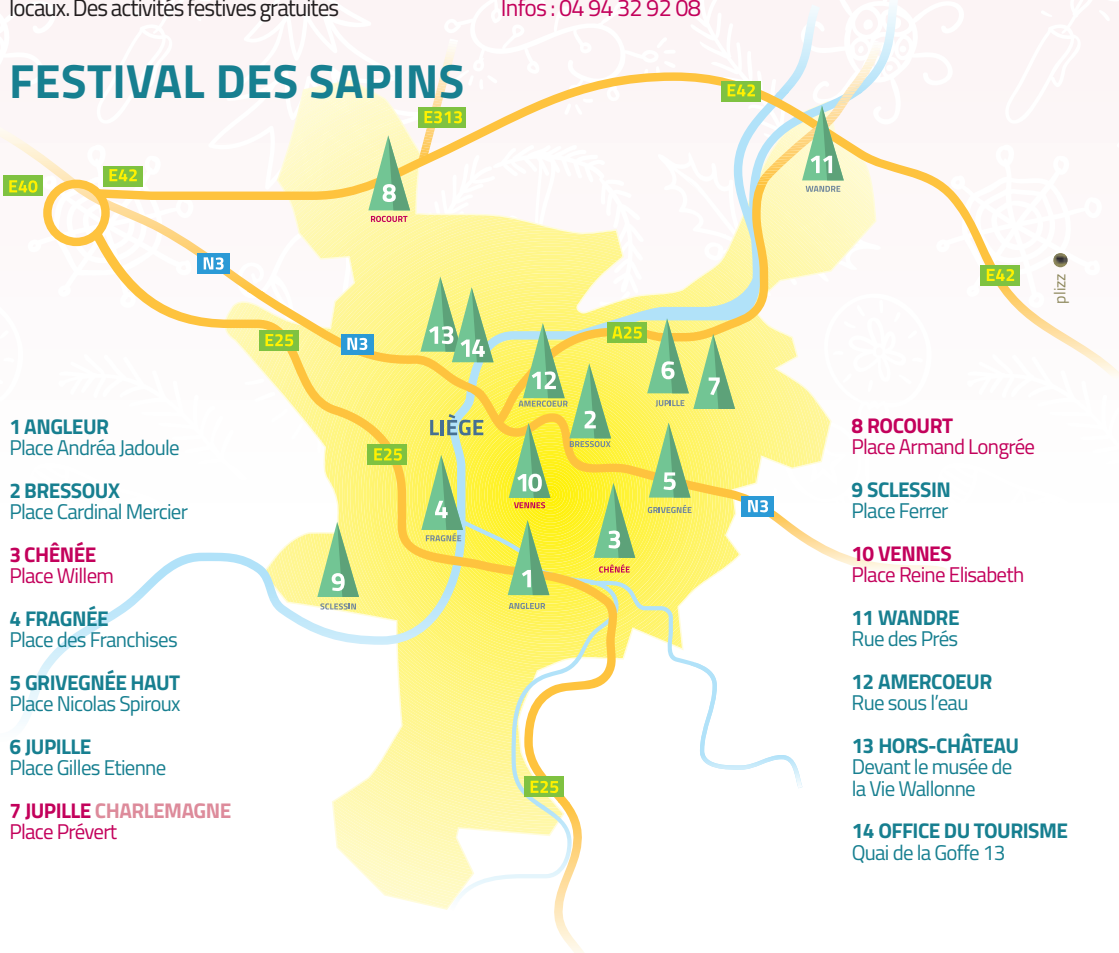 locaux. Des activités festives gratuites
Infos : 04 94 32 92 08
FESTIVAL DES SAPINS
E42
E313
11
WANDRE
E42
E40
8
ROCOURT
N3
E42
plizz
13
14
N3
E25
A25
12
AMERCOEUR
6
JUPILLE
7
2
BRESSOUX
LIÈGE
E25
10
VENNES
5
GRIVEGNÉE
N3
4
FRAGNÉE
3
CHÊNÉE
9
SCLESSIN
1
ANGLEUR
E25
1 ANGLEUR
Place Andréa Jadoule
2 BRESSOUX
Place Cardinal Mercier
3 CHÊNÉE
Place Willem
4 FRAGNÉE
Place des Franchises
5 GRIVEGNÉE HAUT
Place Nicolas Spiroux
6 JUPILLE
Place Gilles Etienne
7 JUPILLE CHARLEMAGNE
Place Prévert
8 ROCOURT
Place Armand Longrée
9 SCLESSIN
Place Ferrer
10 VENNES
Place Reine Elisabeth
11 WANDRE
Rue des Prés
12 AMERCOEUR
Rue sous l'eau
13 HORS-CHÂTEAU
Devant le musée de
la Vie Wallonne
14 OFFICE DU TOURISME
Quai de la Goffe 13